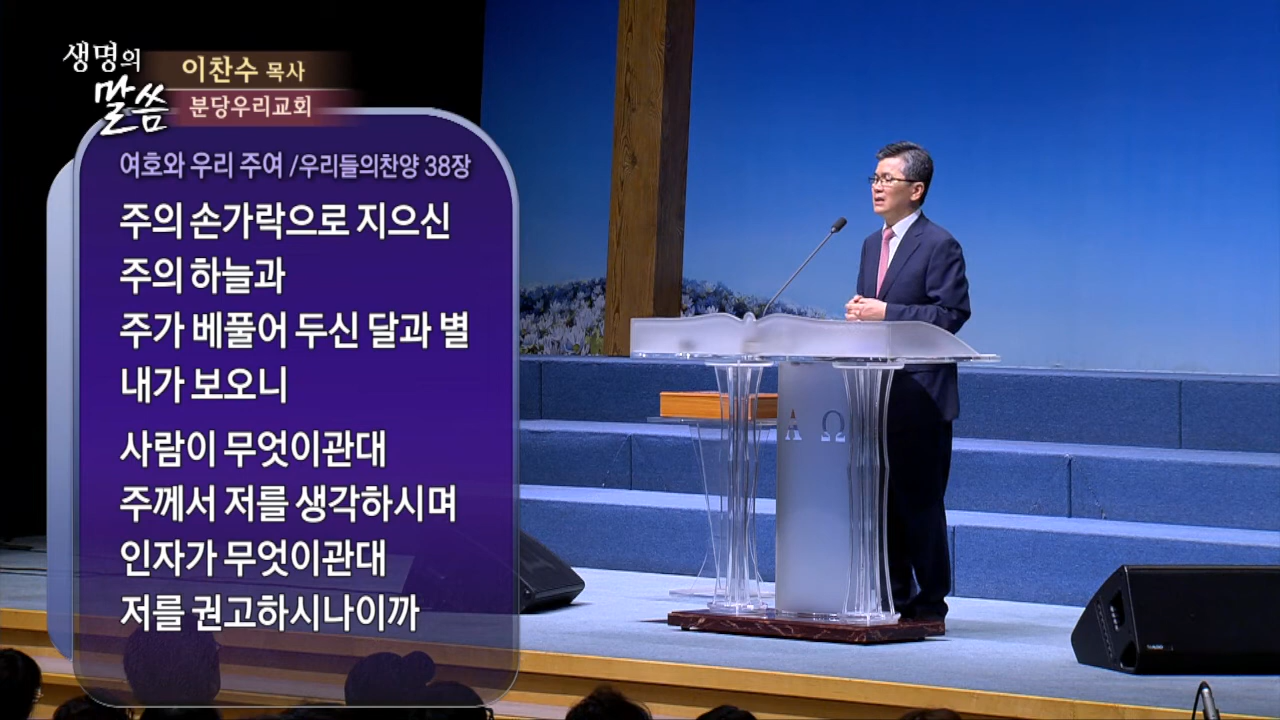 생명의
말씀
이찬수 목사
분당우리교회
여호와 우리 주여 /우리들의찬양 38장
주의 손가락으로 지으신
주의 하늘과
주가 베풀어 두신 달과 별
내가 보오니
사람이 무엇이관대
주께서 저를 생각하시며
인자가 무엇이관대
저를 권고하시나이까
Α Ω